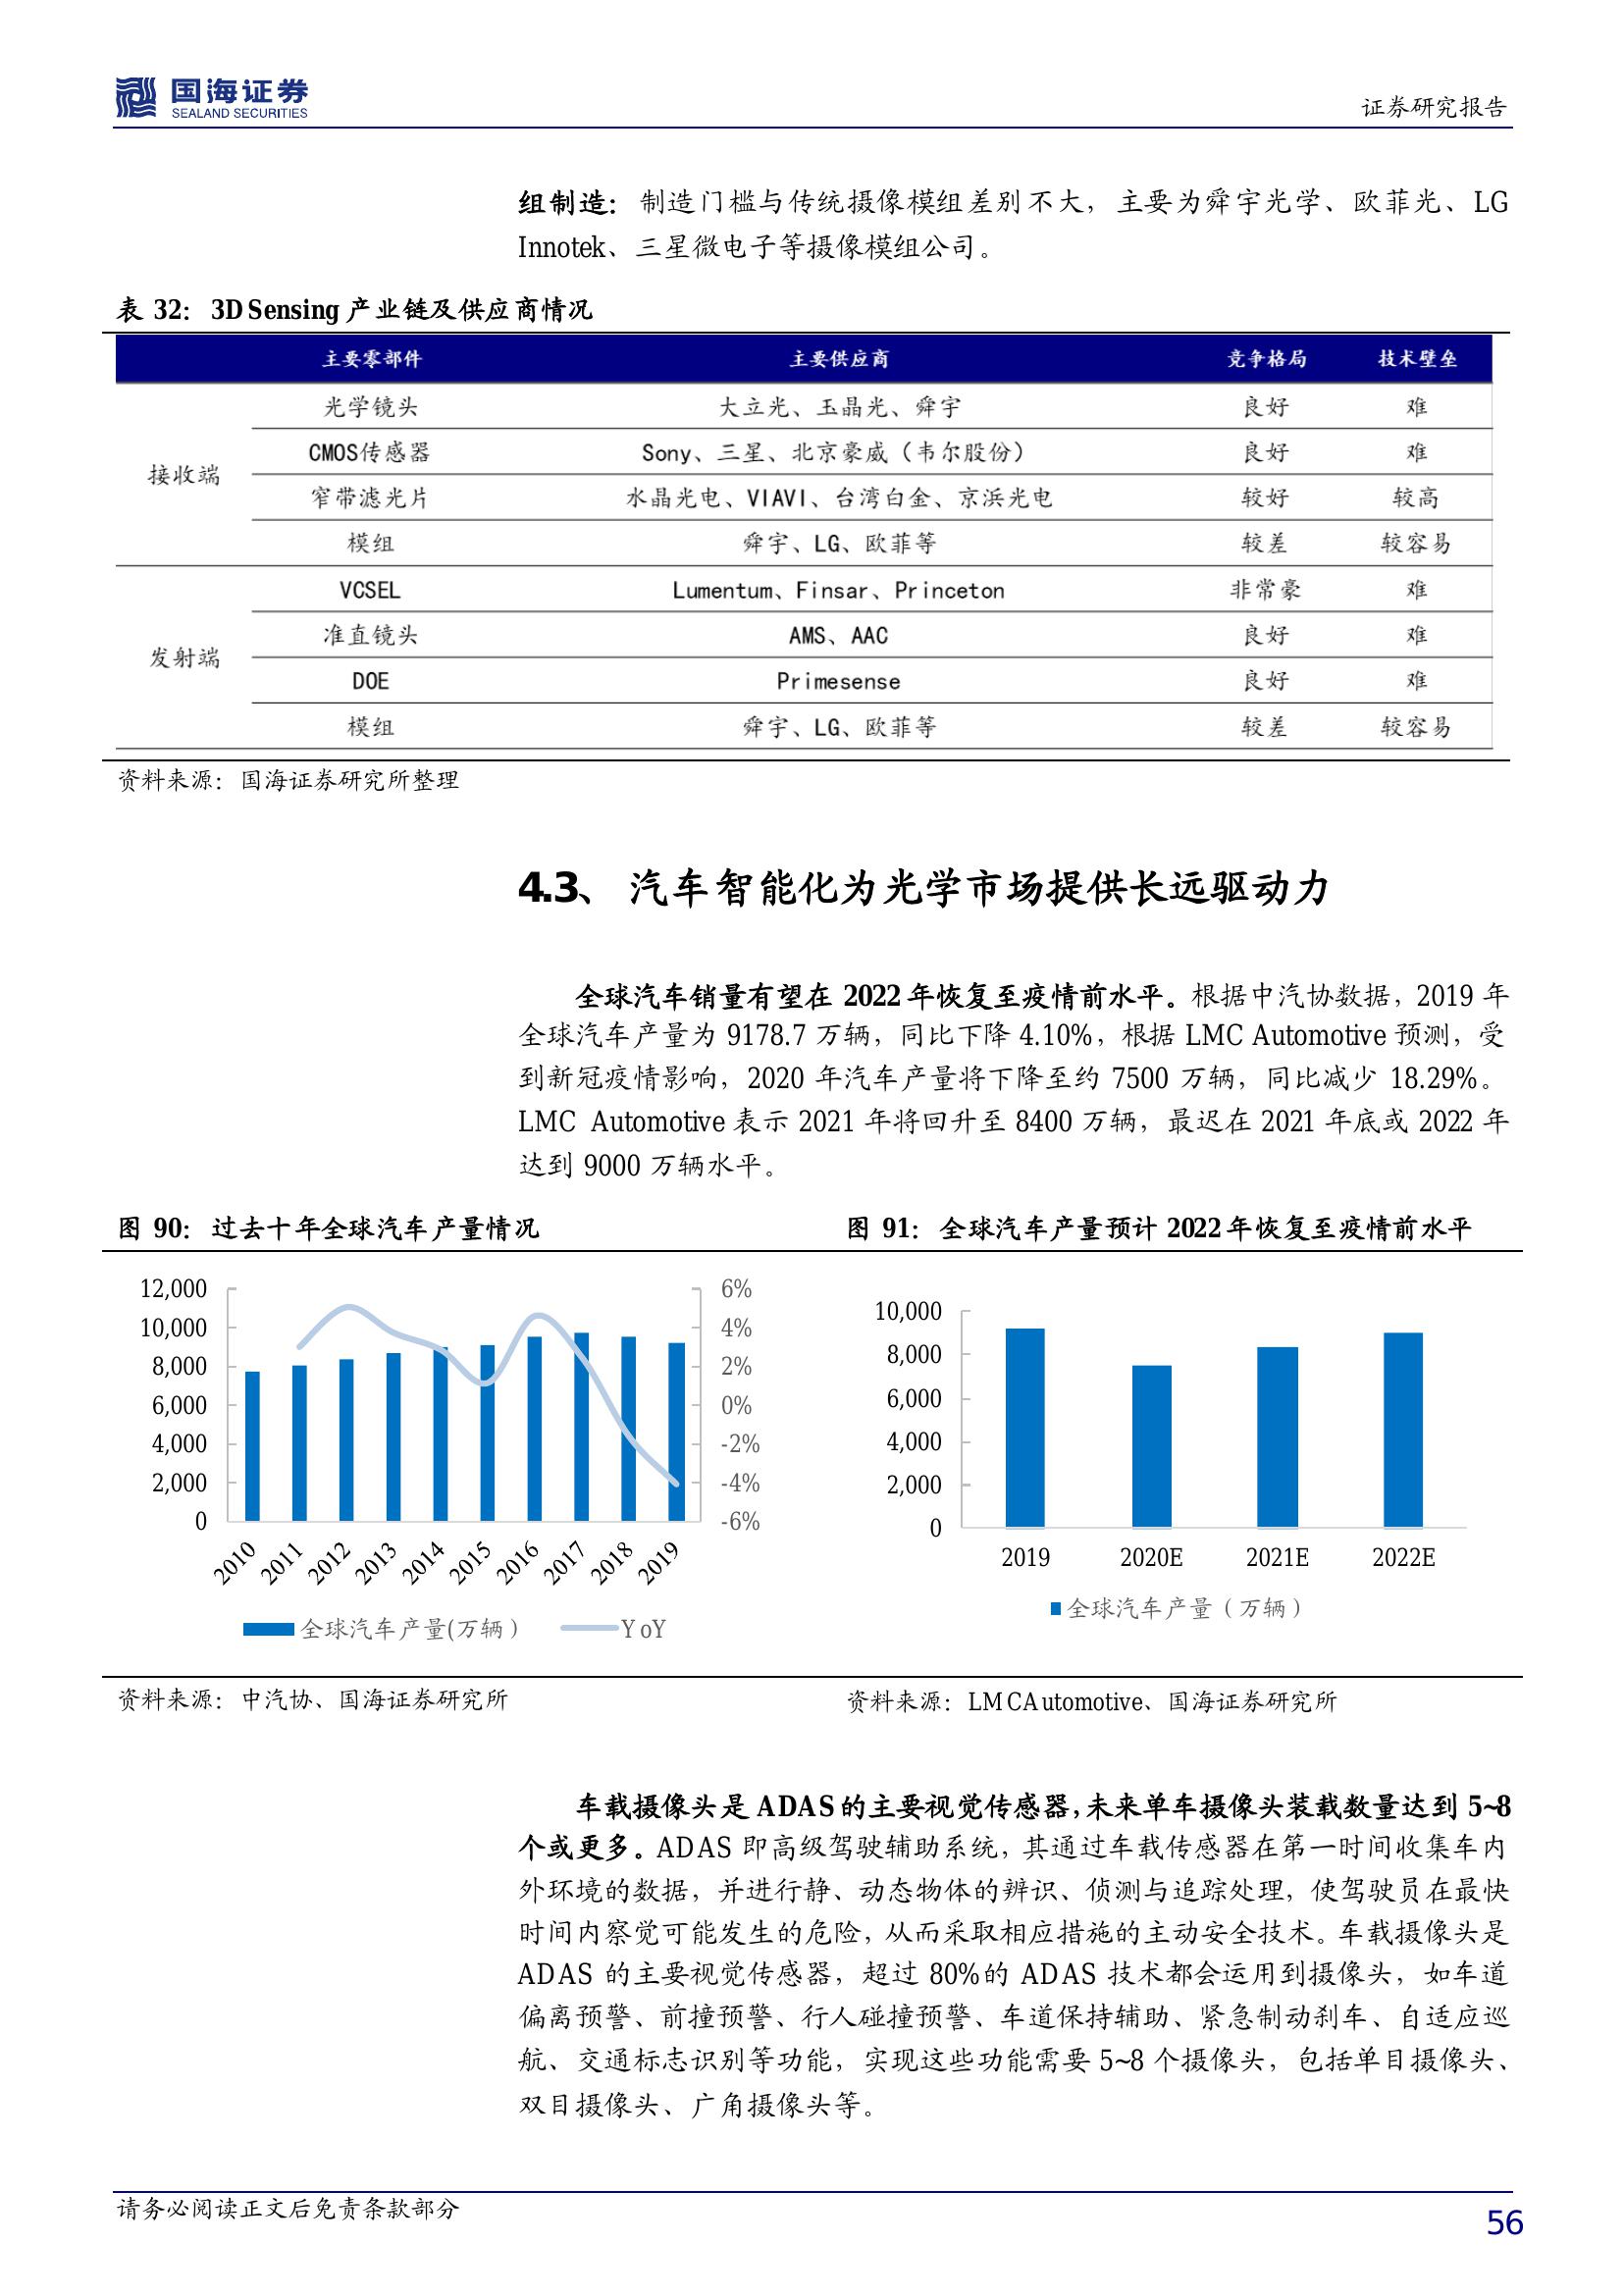 国海证券
SEALAND SECURITIES
证券研究报告
组制造：制造门槛与传统摄像模组差别不大，主要为舜宇光学、欧菲光、LG
Innotek、三星微电子等摄像模组公司。
表 32：3D Sensing 产业链及供应商情况
主要零部件 主要供应商 竞争格局 技术壁垒
接收端
光学镜头 大立光、玉晶光、舜宇 良好 难
CMOS传感器 Sony、三星、北京豪威（韦尔股份） 良好 难
窄带滤光片 水晶光电、VIAVI、台湾白金、京浜光电 较好 较高
模组 舜宇、LG、欧菲等 较差 较容易
发射端
VCSEL Lumentum、Finsar、Princeton 非常豪 难
准直镜头 AMS、AAC 良好 难
DOE Primesense 良好 难
模组 舜宇、LG、欧菲等 较差 较容易
资料来源：国海证券研究所整理
4.3、 汽车智能化为光学市场提供长远驱动力
全球汽车销量有望在 2022 年恢复至疫情前水平。根据中汽协数据，2019 年
全球汽车产量为 9178.7 万辆，同比下降 4.10%，根据 LMC Automotive 预测，受
到新冠疫情影响，2020 年汽车产量将下降至约 7500 万辆，同比减少 18.29%。
LMC Automotive 表示 2021 年将回升至 8400 万辆，最迟在 2021 年底或 2022 年
达到 9000 万辆水平。
图 90：过去十年全球汽车产量情况
12,000
10,000
8,000
6,000
4,000
2,000
0
6%
4%
2%
0%
-2%
-4%
-6%
2010 2011 2012 2013 2014 2015 2016 2017 2018 2019
全球汽车产量(万辆） YoY
资料来源：中汽协、国海证券研究所
图 91：全球汽车产量预计 2022 年恢复至疫情前水平
10,000
8,000
6,000
4,000
2,000
0
2019 2020E 2021E 2022E
全球汽车产量（万辆）
资料来源：LMCAutomotive、国海证券研究所
车载摄像头是 ADAS 的主要视觉传感器,未来单车摄像头装载数量达到 5~8
个或更多。ADAS 即高级驾驶辅助系统，其通过车载传感器在第一时间收集车内
外环境的数据，并进行静、动态物体的辨识、侦测与追踪处理，使驾驶员在最快
时间内察觉可能发生的危险，从而采取相应措施的主动安全技术。车载摄像头是
ADAS 的主要视觉传感器，超过 80%的 ADAS 技术都会运用到摄像头，如车道
偏离预警、前撞预警、行人碰撞预警、车道保持辅助、紧急制动刹车、自适应巡
航、交通标志识别等功能，实现这些功能需要 5~8 个摄像头，包括单目摄像头、
双目摄像头、广角摄像头等。
请务必阅读正文后免责条款部分
56